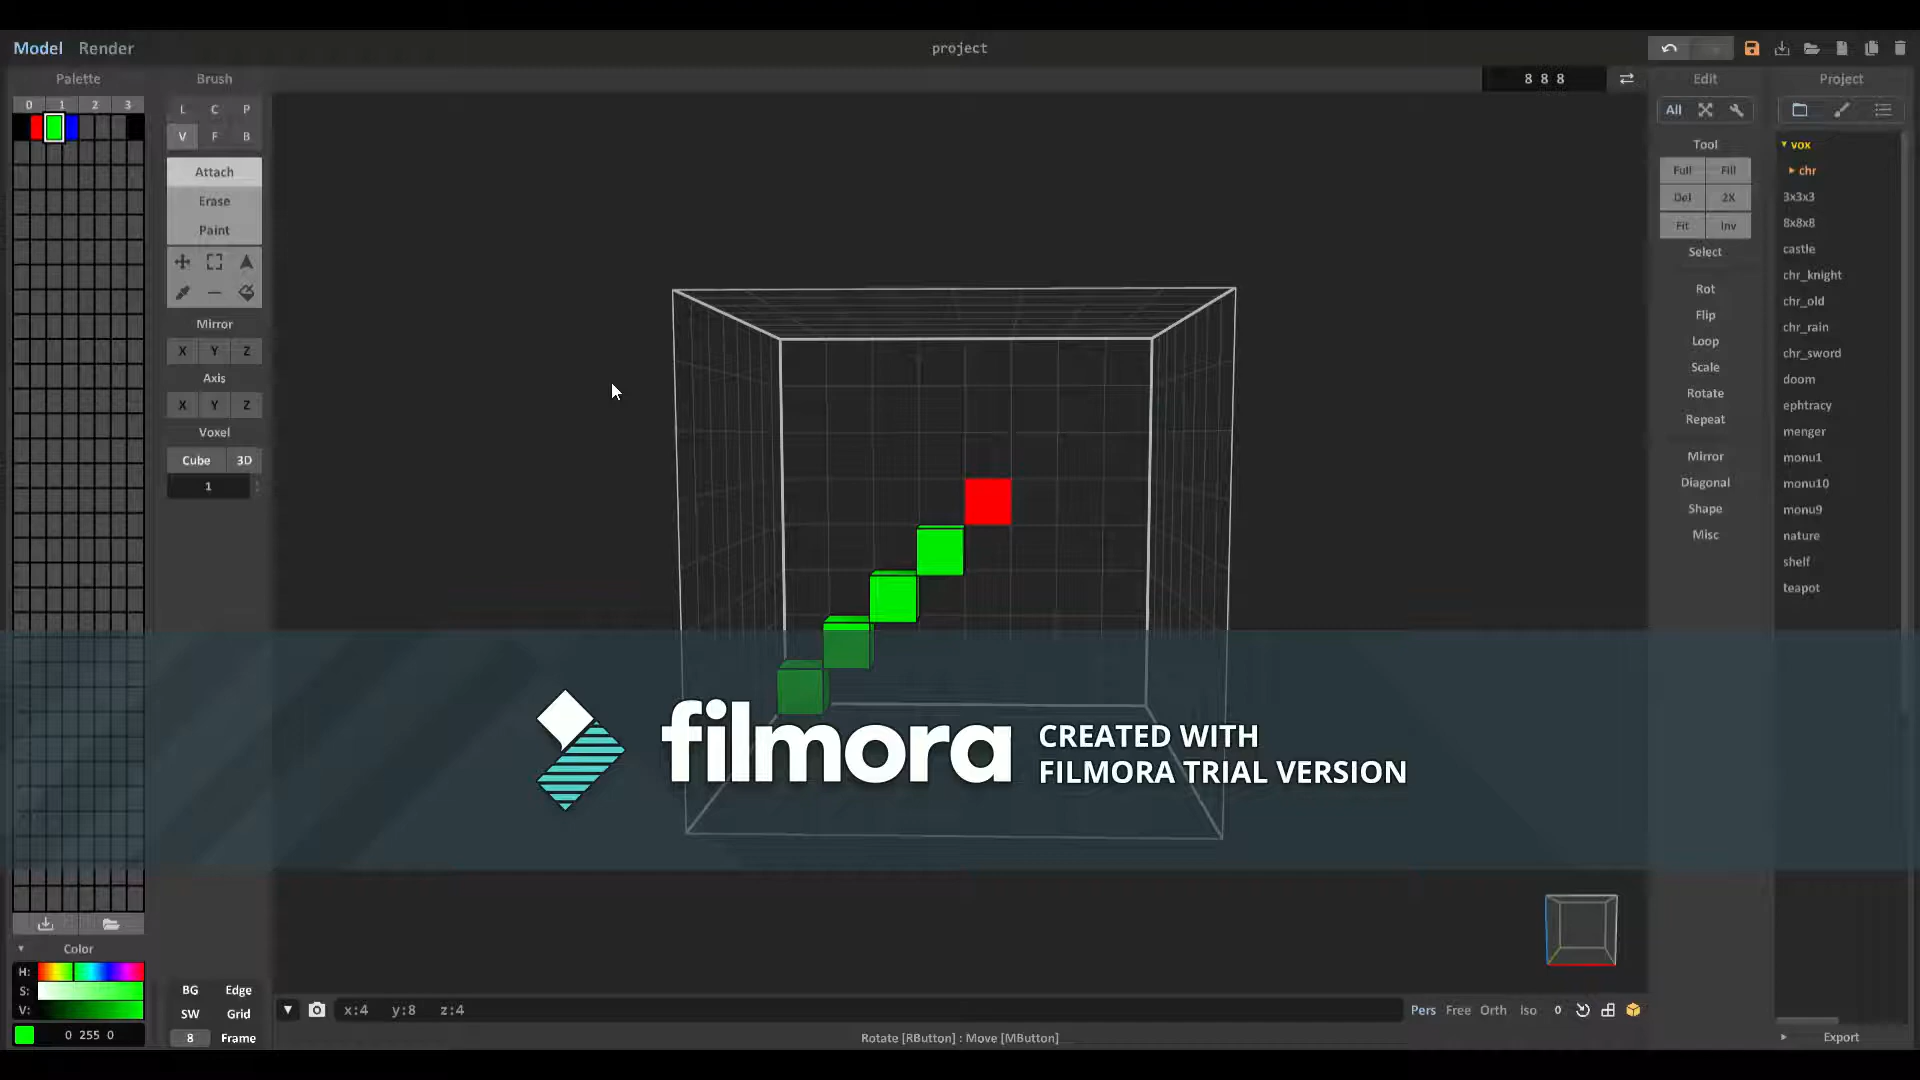 Model Render project
8 8 8
Palette Brush Edit Project
0 1 2 3
L C P
V F B
Attach
Erase
Paint
Mirror
X Y Z
Axis
X Y Z
Voxel
Cube 3D
1
All
Tool
Full Fill
Del 2X
Fit Inv
Select
Rot
Flip
Loop
Scale
Rotate
Repeat
Mirror
Diagonal
Shape
Misc
vox
chr
3x3x3
8x8x8
castle
chr_knight
chr_old
chr_rain
chr_sword
doom
ephtracy
menger
monu1
monu10
monu9
nature
shelf
teapot
filmora
CREATED WITH
FILMORA TRIAL VERSION
Color
H:
S:
V:
0 255 0
BG Edge
SW Grid
8 Frame
x:4 y:8 z:4
Pers Free Orth Iso 0
Rotate [RButton] : Move [MButton]
Export